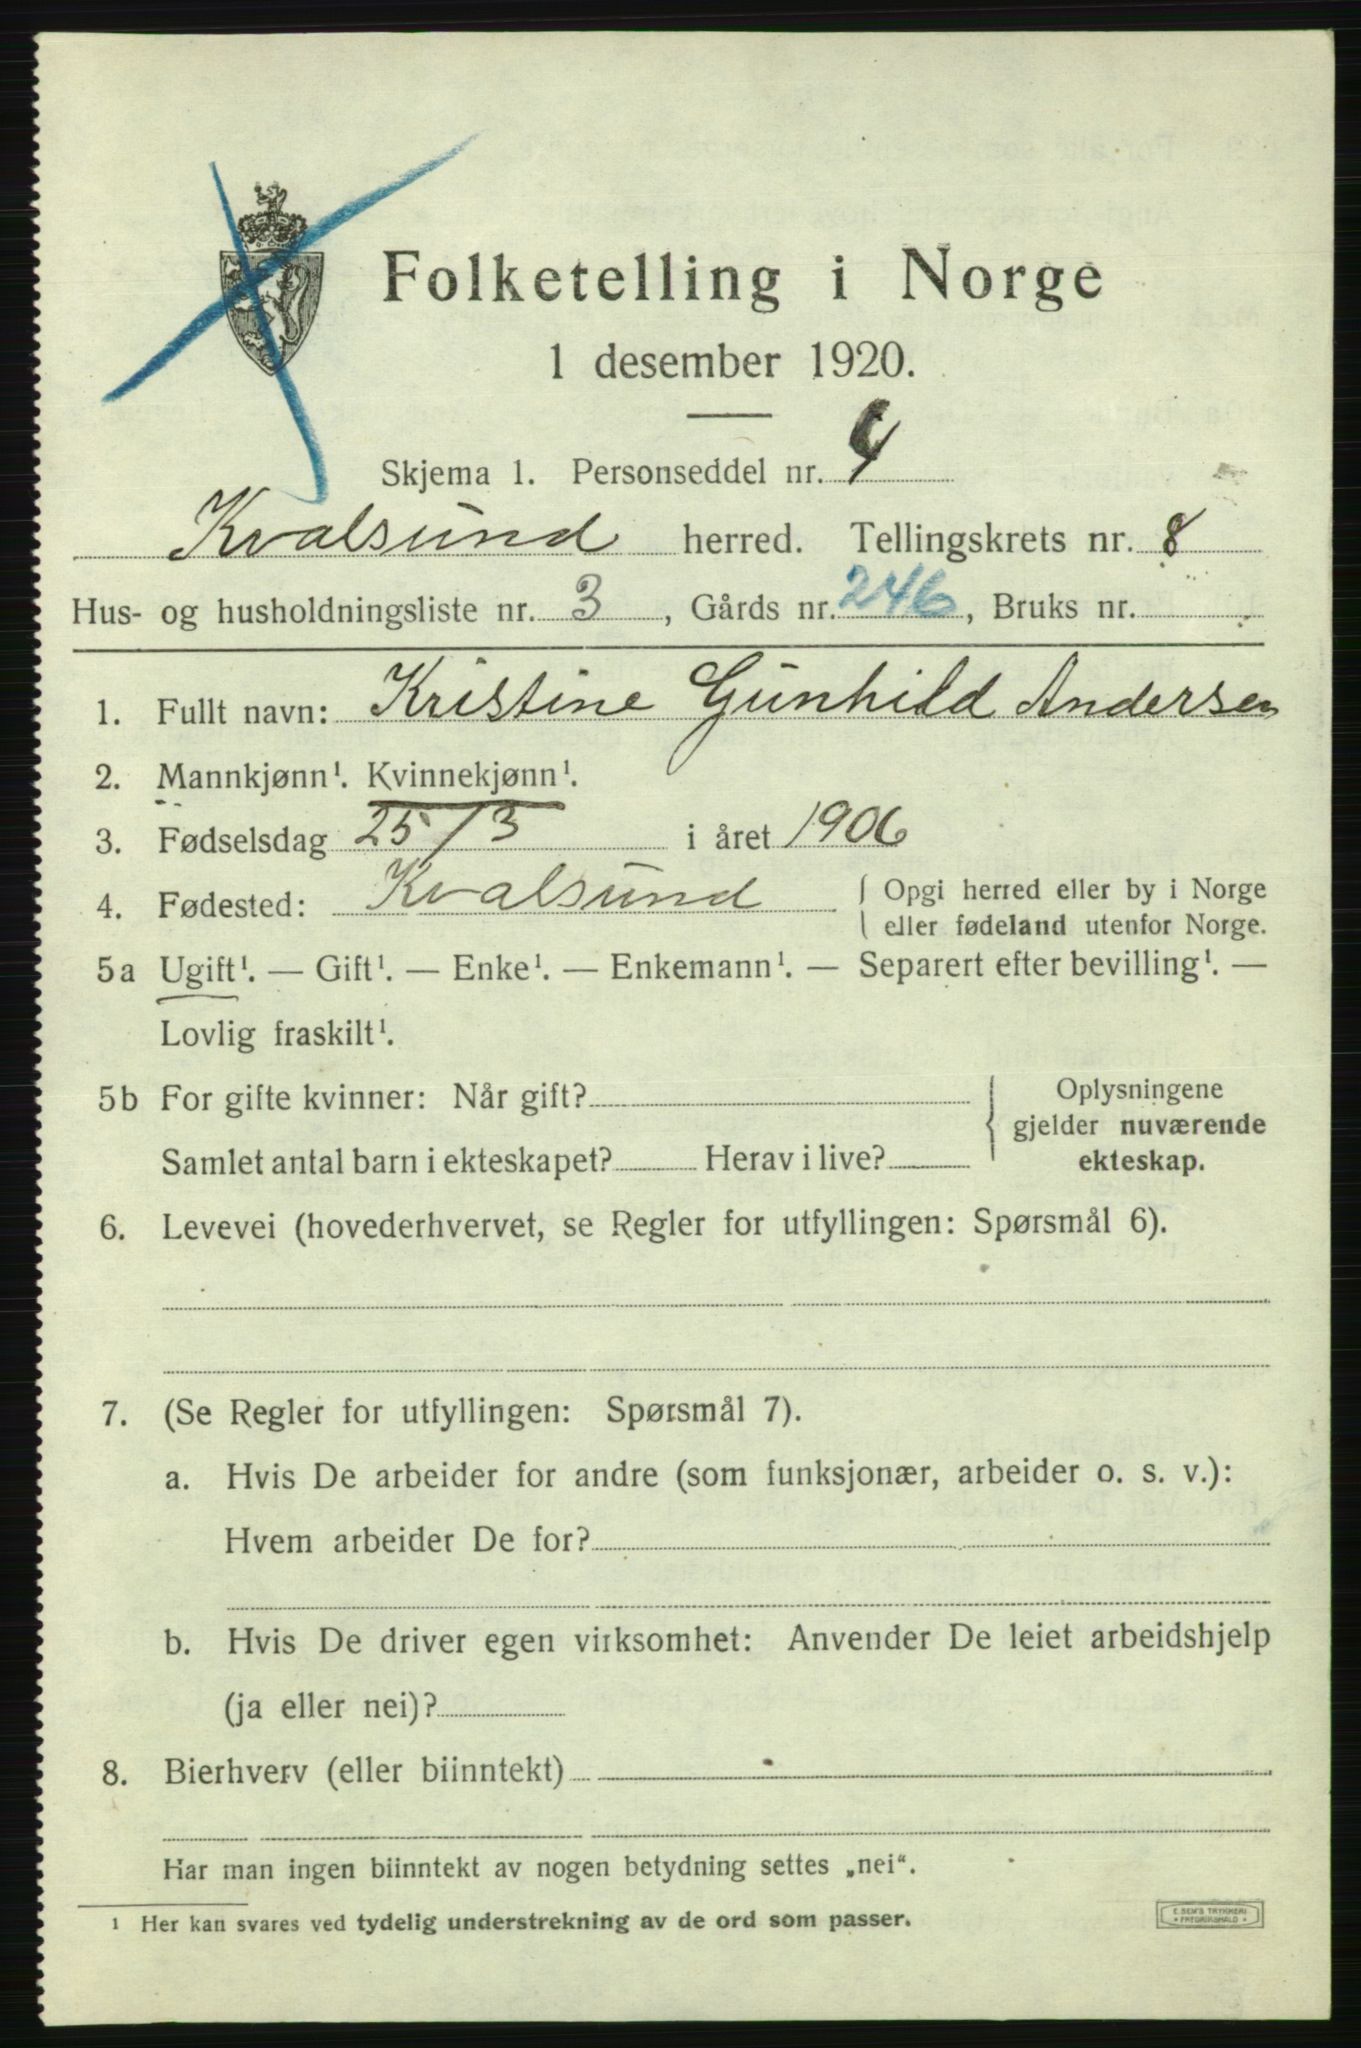 Folketelling i Norge
1 desember 1920.
Skjema 1. Personseddel nr. 4
Kvalsund herred. Tellingskrets nr. 8
Hus- og husholdningsliste nr. 3, Gårds nr. 246, Bruks nr.
1. Fullt navn: Kristine Gunhild Andersen
2. Mannkjønn¹. Kvinnekjønn¹.
3. Fødselsdag 25/3 i året 1906
4. Fødested: Kvalsund { Opgi herred eller by i Norge
eller fødeland utenfor Norge.
5a Ugift¹. — Gift¹. — Enke¹. — Enkemann¹. — Separert efter bevilling¹. —
Lovlig fraskilt¹.
5b For gifte kvinner: Når gift? { Oplysningene
gjelder nuværende
Samlet antal barn i ekteskapet? Herav i live? ekteskap.
6. Levevei (hovederhvervet, se Regler for utfyllingen: Spørsmål 6).
7. (Se Regler for utfyllingen: Spørsmål 7).
a. Hvis De arbeider for andre (som funksjonær, arbeider o. s. v.):
Hvem arbeider De for?
b. Hvis De driver egen virksomhet: Anvender De leiet arbeidshjelp
(ja eller nei)?
8. Bierhverv (eller biinntekt)
Har man ingen biinntekt av nogen betydning settes „nei“.
¹ Her kan svares ved tydelig understrekning av de ord som passer.
E. SEM'S TRYKKERI
* FREDRIKSHALD *